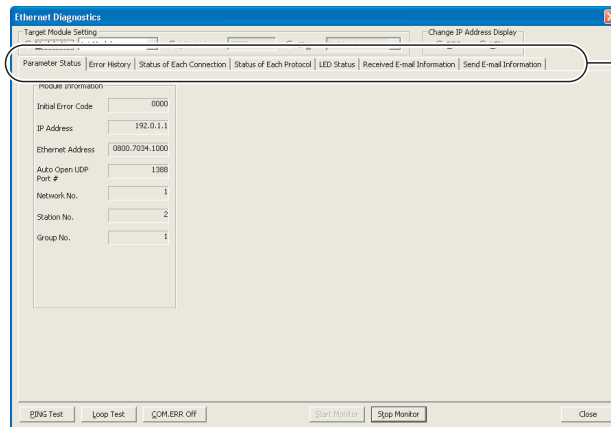 Ethernet Diagnostics
Target Module Setting
Change IP Address Display
Parameter Status Error History Status of Each Connection Status of Each Protocol LED Status Received E-mail Information Send E-mail Information
Module Information
Initial Error Code 0000
IP Address 192.0.1.1
Ethernet Address 0800.7034.1000
Auto Open UDP
Port # 1388
Network No. 1
Station No. 2
Group No. 1
PING Test Loop Test COM.ERR Off Start Monitor Stop Monitor Close